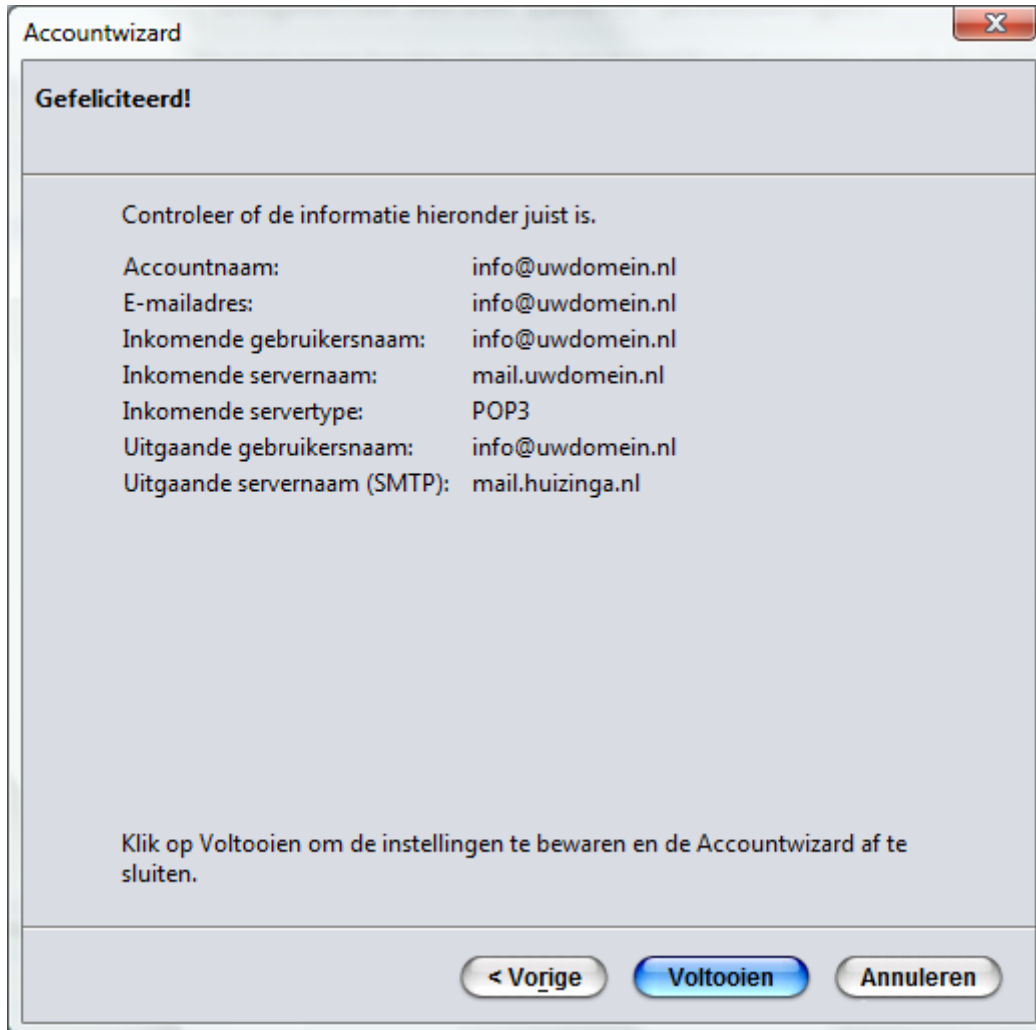 Accountwizard
X
Gefeliciteerd!
Controleer of de informatie hieronder juist is.
Accountnaam: info@uwdomein.nl
E-mailadres: info@uwdomein.nl
Inkomende gebruikersnaam: info@uwdomein.nl
Inkomende servernaam: mail.uwdomein.nl
Inkomende servertype: POP3
Uitgaande gebruikersnaam: info@uwdomein.nl
Uitgaande servernaam (SMTP): mail.huizinga.nl
Klik op Voltooien om de instellingen te bewaren en de Accountwizard af te
sluiten.
< Vorige Voltooien Annuleren